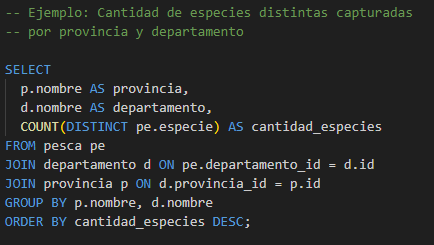 -- Ejemplo: Cantidad de especies distintas capturadas
-- por provincia y departamento
SELECT
p.nombre AS provincia,
d.nombre AS departamento,
COUNT(DISTINCT pe.especie) AS cantidad_especies
FROM pesca pe
JOIN departamento d ON pe.departamento_id = d.id
JOIN provincia p ON d.provincia_id = p.id
GROUP BY p.nombre, d.nombre
ORDER BY cantidad_especies DESC;